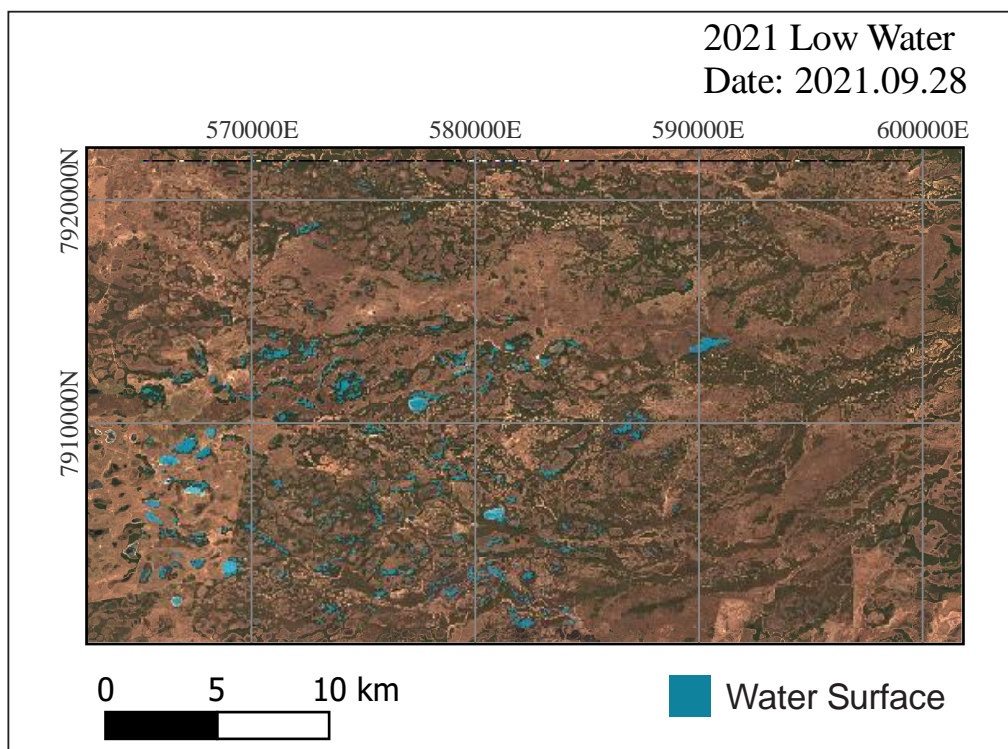 2021 Low Water
Date: 2021.09.28
570000E 580000E 590000E 600000E
7920000N
7910000N
0 5 10 km
Water Surface